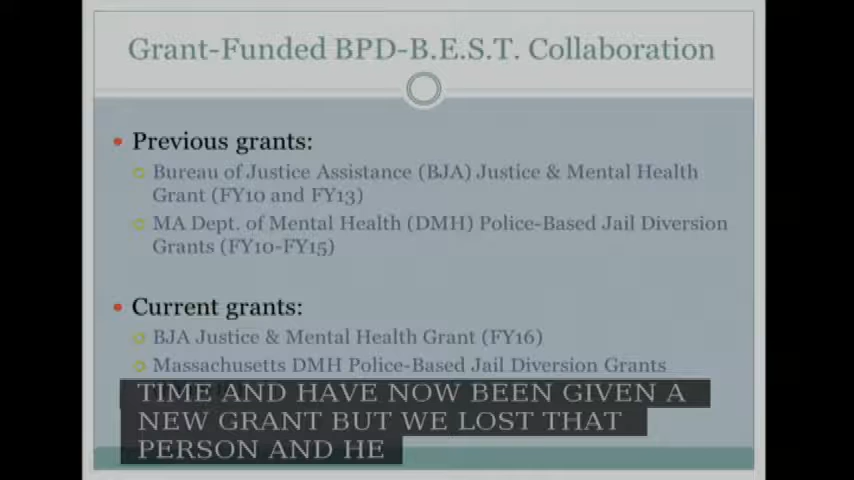 Grant-Funded BPD-B.E.S.T. Collaboration
Previous grants:
Bureau of Justice Assistance (BJA) Justice & Mental Health
Grant (FY10 and FY13)
MA Dept. of Mental Health (DMH) Police-Based Jail Diversion
Grants (FY10-FY15)
Current grants:
BJA Justice & Mental Health Grant (FY16)
Massachusetts DMH Police-Based Jail Diversion Grants
TIME AND HAVE NOW BEEN GIVEN A
NEW GRANT BUT WE LOST THAT
PERSON AND HE